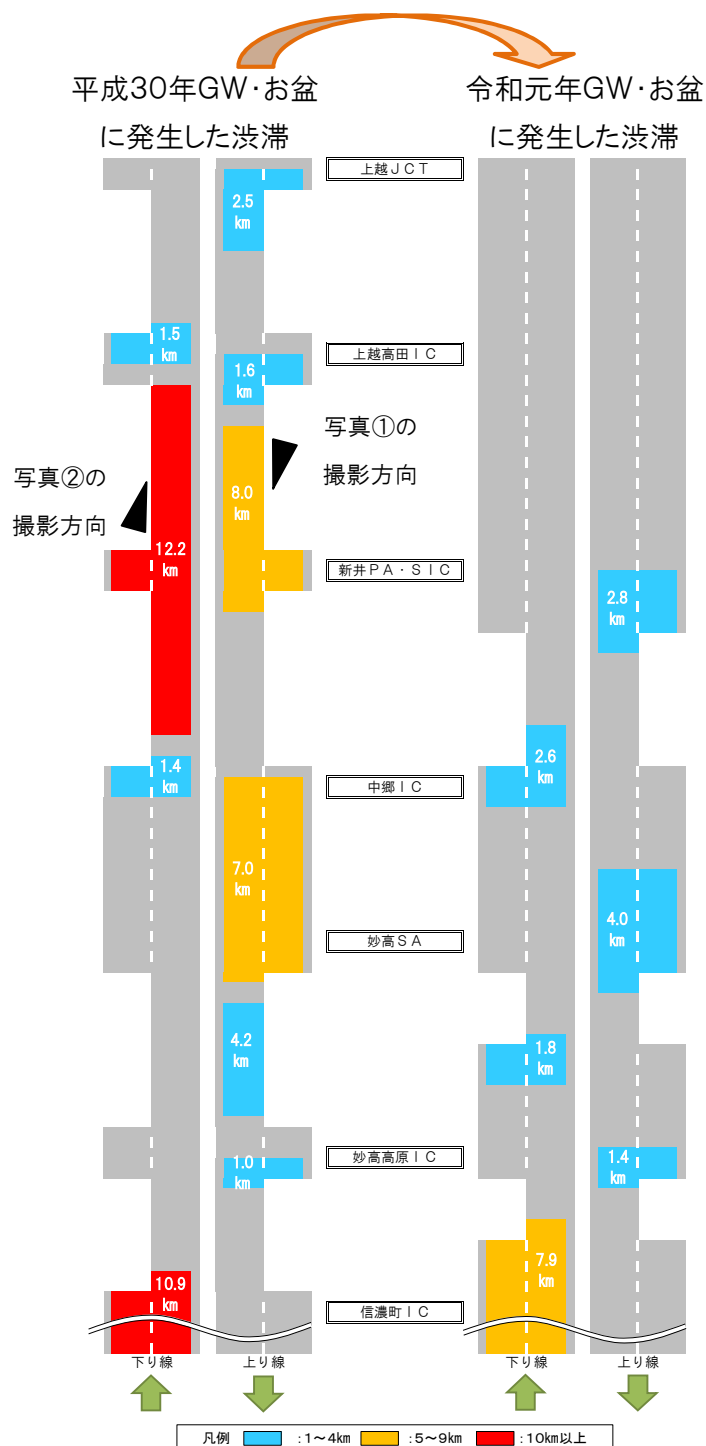 平成30年GW・お盆
に発生した渋滞
令和元年GW・お盆
に発生した渋滞
上越JCT
2.5
km
1.5
km
上越高田IC
1.6
km
写真①の
撮影方向
写真②の
撮影方向
8.0
km
12.2
km
新井PA・SIC
2.8
km
1.4
km
2.6
km
中郷IC
7.0
km
4.0
km
妙高SA
4.2
km
1.8
km
妙高高原IC
1.0
km
1.4
km
10.9
km
7.9
km
信濃町IC
下り線
上り線
下り線
上り線
凡例 :1~4km :5~9km :10km以上